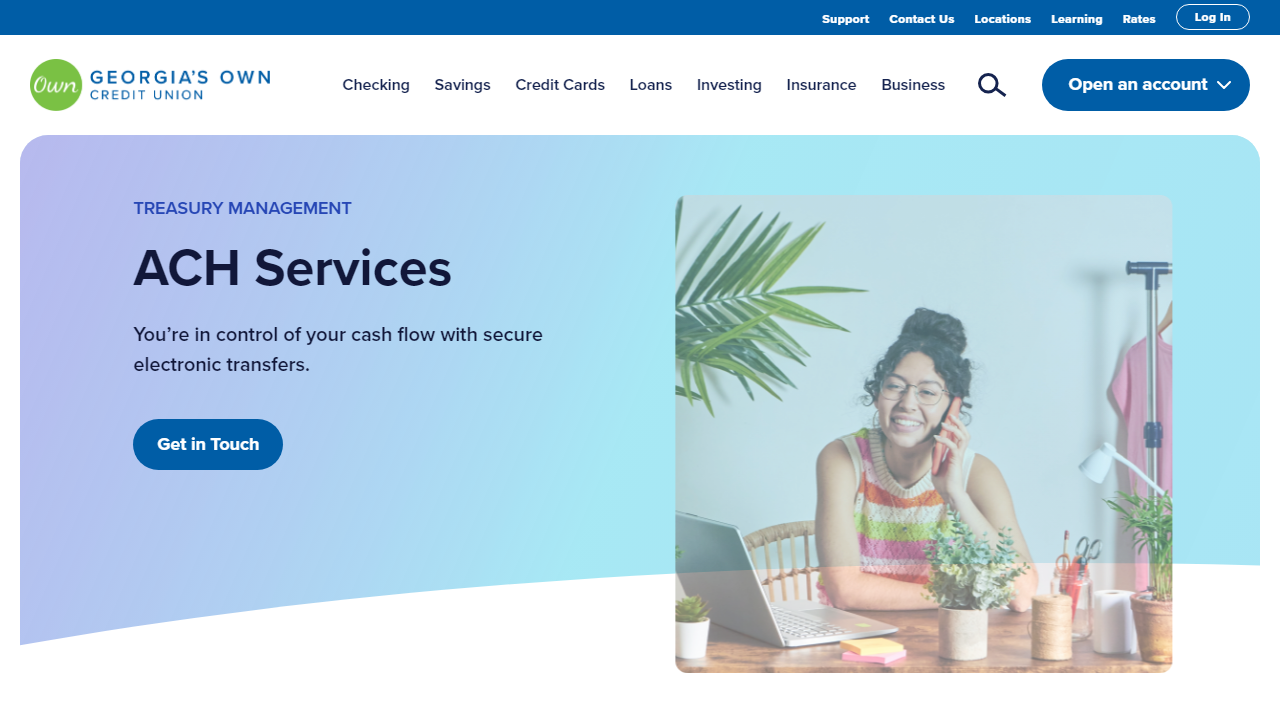 Support Contact Us Locations Learning Rates Log In
Own GEORGIA'S OWN
CREDIT UNION
Checking Savings Credit Cards Loans Investing Insurance Business Open an account
TREASURY MANAGEMENT
ACH Services
You’re in control of your cash flow with secure
electronic transfers.
Get in Touch